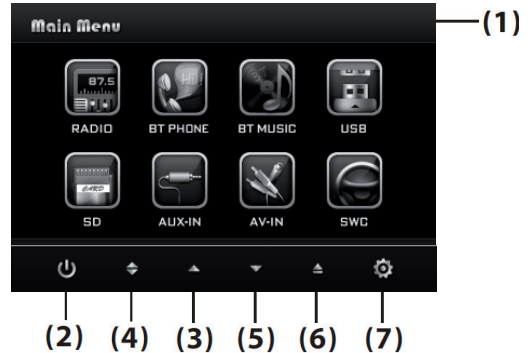 Main Menu
(1)
87.5
Hi!
RADIO BT PHONE BT MUSIC USB
CARD
SD AUX-IN AV-IN SWC
(2) (4) (3) (5) (6) (7)